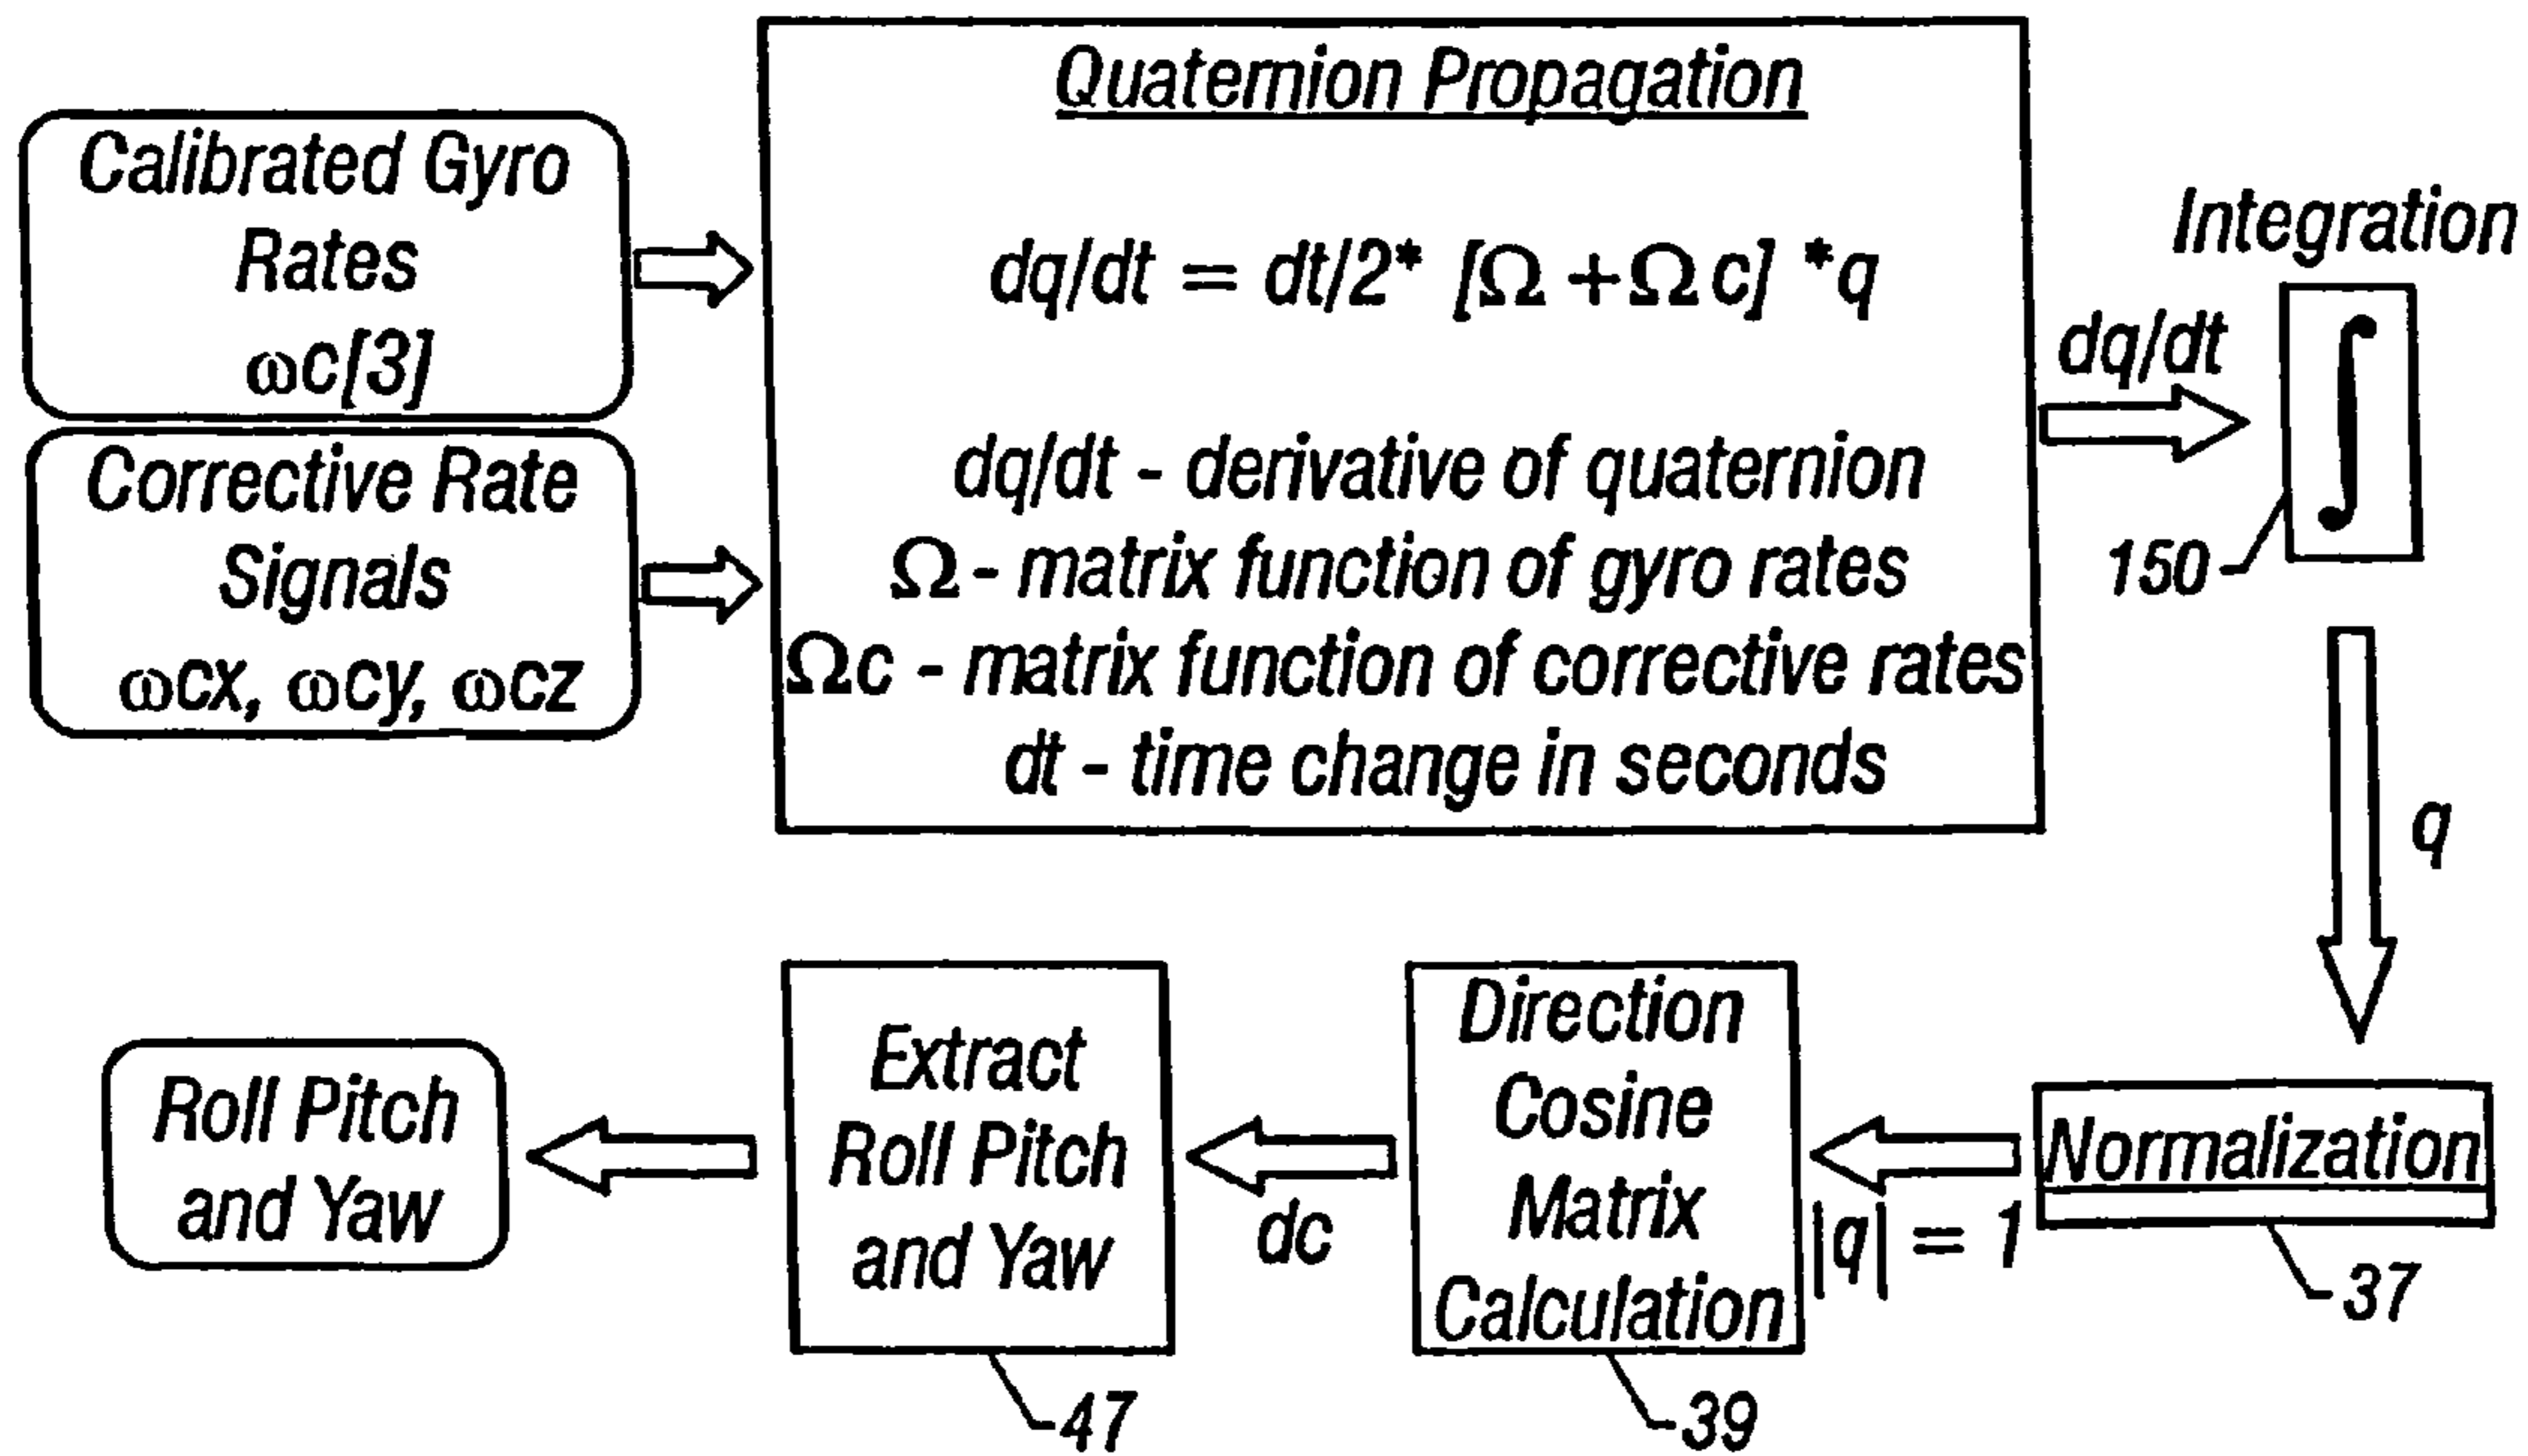 Calibrated Gyro
Rates
ωc[3]
Corrective Rate
Signals
ωcx, ωcy, ωcz
Quaternion Propagation
dq/dt = dt/2* [Ω +Ωc] *q
dq/dt - derivative of quaternion
Ω - matrix function of gyro rates
Ωc - matrix function of corrective rates
dt - time change in seconds
dq/dt
Integration
∫
150
q
Normalization
37
|q| = 1
Direction
Cosine
Matrix
Calculation
39
dc
Extract
Roll Pitch
and Yaw
47
Roll Pitch
and Yaw